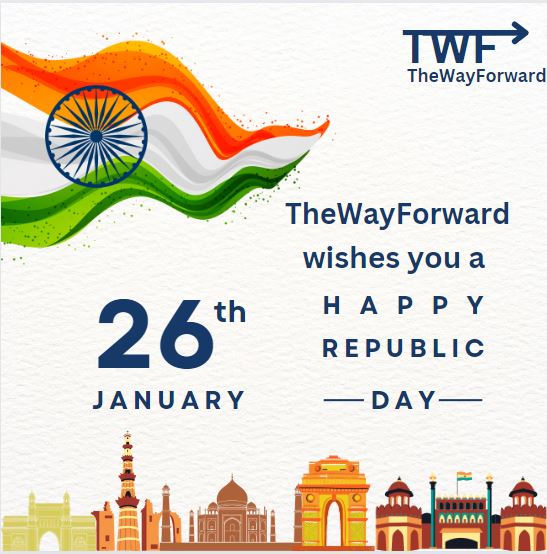 TWF
TheWayForward
TheWayForward
wishes you a
HAPPY
REPUBLIC
DAY
26th
JANUARY